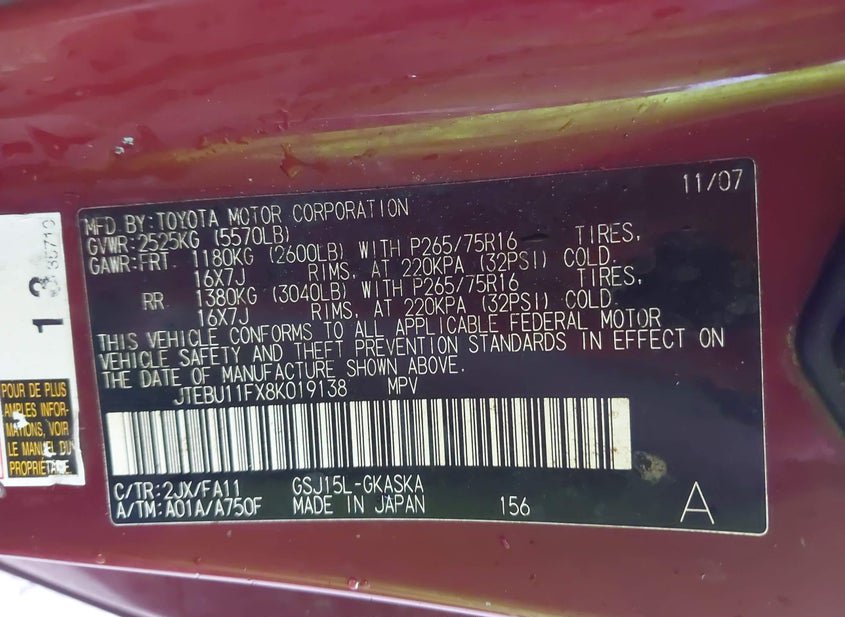 11/07
MFD BY:TOYOTA MOTOR CORPORATION
GVWR:2525KG (5570LB)
GAWR:FRT 1180KG (2600LB) WITH P265/75R16 TIRES,
16X7J RIMS, AT 220KPA (32PSI) COLD.
RR 1380KG (3040LB) WITH P265/75R16 TIRES,
16X7J RIMS, AT 220KPA (32PSI) COLD.
THIS VEHICLE CONFORMS TO ALL APPLICABLE FEDERAL MOTOR
VEHICLE SAFETY AND THEFT PREVENTION STANDARDS IN EFFECT ON
THE DATE OF MANUFACTURE SHOWN ABOVE.
JTEBU11FX8K019138 MPV
C/TR:2JX/FA11 GSJ15L-GKASKA
A/TM:A01A/A750F MADE IN JAPAN 156 A
13
POUR DE PLUS
AMPLES INFOR-
MATIONS, VOIR
LE MANUEL DU
PROPRIÉTAIRE